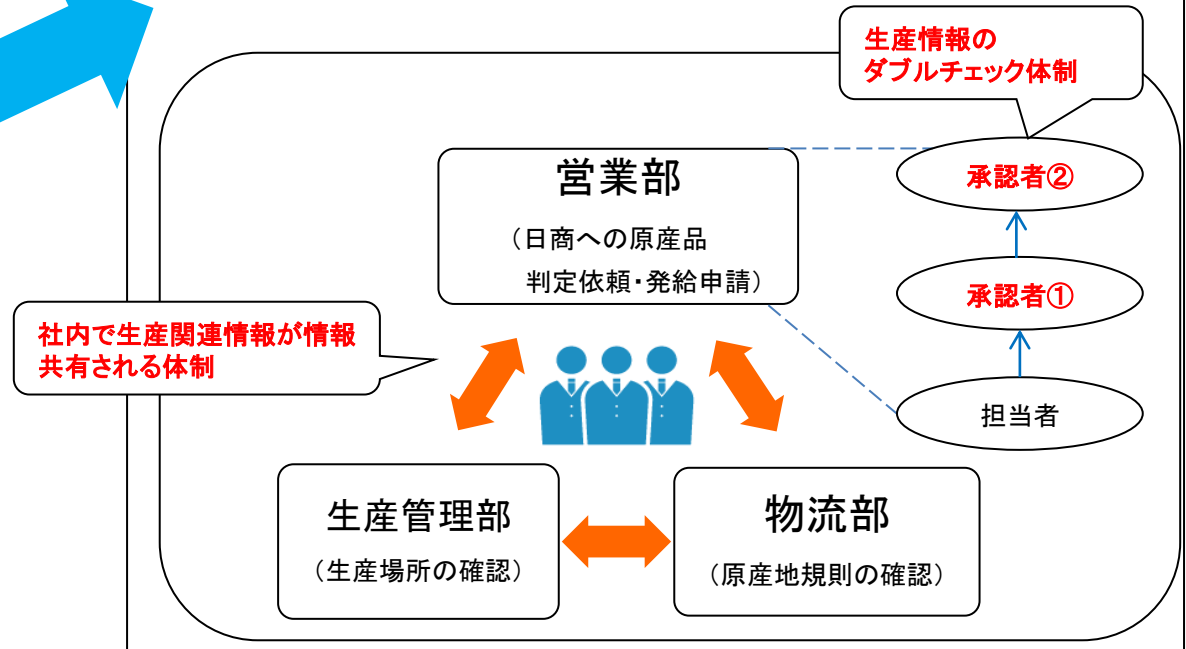 生産情報の
ダブルチェック体制
営業部
（日商への原産品
判定依頼・発給申請）
承認者②
承認者①
担当者
社内で生産関連情報が情報
共有される体制
生産管理部
（生産場所の確認）
物流部
（原産地規則の確認）